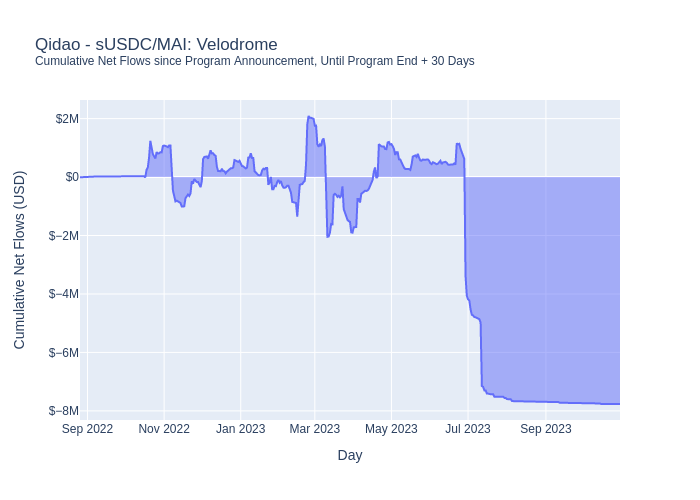 Qidao - sUSDC/MAI: Velodrome
Cumulative Net Flows since Program Announcement, Until Program End + 30 Days
Cumulative Net Flows (USD)
$2M
$0
$−2M
$−4M
$−6M
$−8M
Sep 2022 Nov 2022 Jan 2023 Mar 2023 May 2023 Jul 2023 Sep 2023
Day